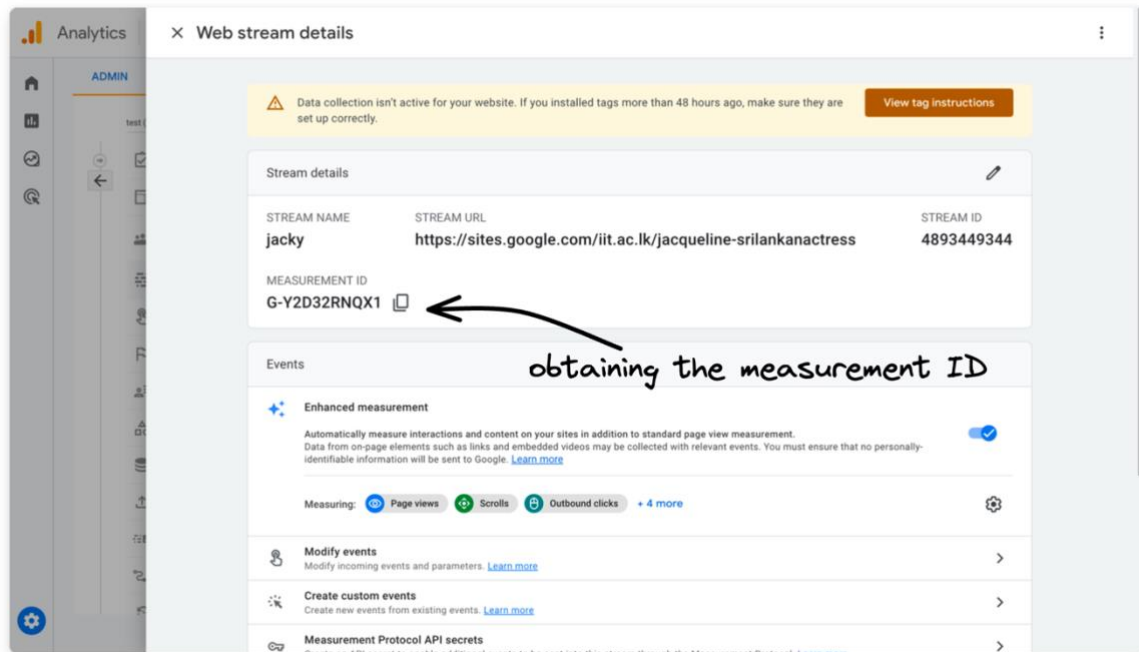 Analytics
Web stream details
ADMIN
Data collection isn't active for your website. If you installed tags more than 48 hours ago, make sure they are
set up correctly.
View tag instructions
test (
Stream details
STREAM NAME STREAM URL STREAM ID
jacky https://sites.google.com/iit.ac.lk/jacqueline-srilankanactress 4893449344
MEASUREMENT ID
G-Y2D32RNQX1
obtaining the measurement ID
Events
Enhanced measurement
Automatically measure interactions and content on your sites in addition to standard page view measurement.
Data from on-page elements such as links and embedded videos may be collected with relevant events. You must ensure that no personally-
identifiable information will be sent to Google. Learn more
Measuring: Page views Scrolls Outbound clicks + 4 more
Modify events
Modify incoming events and parameters. Learn more
Create custom events
Create new events from existing events. Learn more
Measurement Protocol API secrets